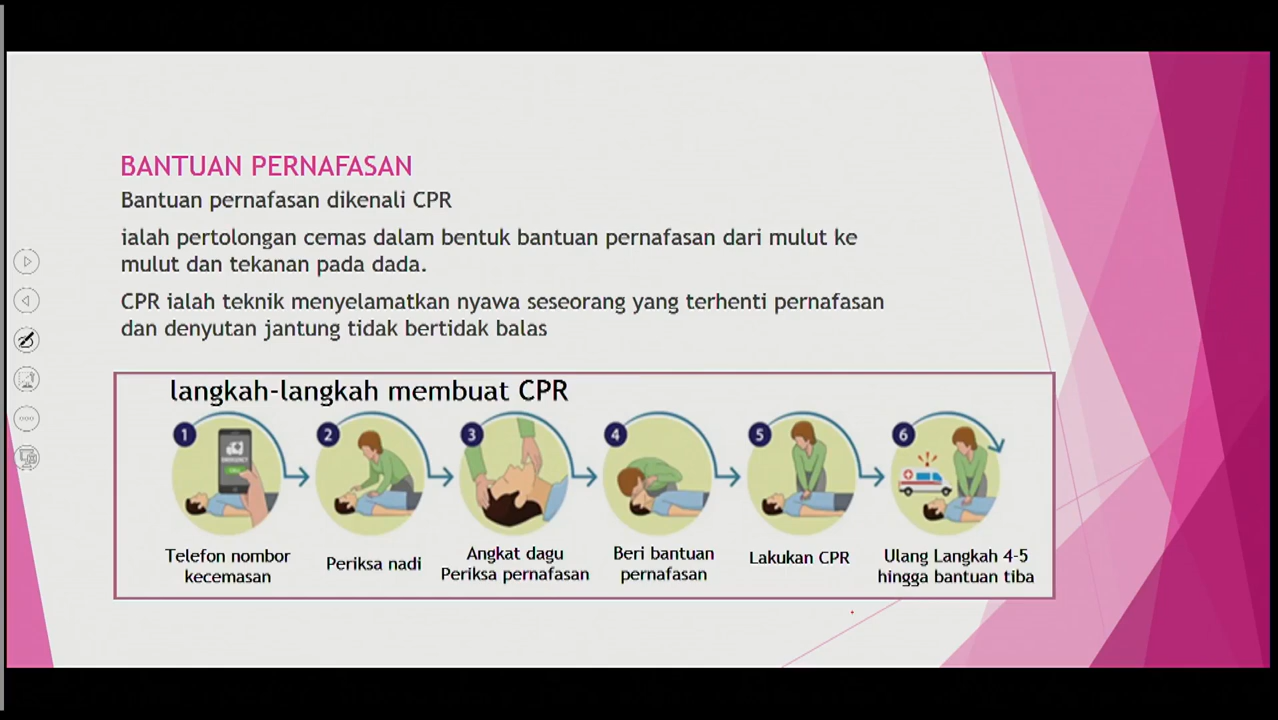 BANTUAN PERNAFASAN
Bantuan pernafasan dikenali CPR
ialah pertolongan cemas dalam bentuk bantuan pernafasan dari mulut ke
mulut dan tekanan pada dada.
CPR ialah teknik menyelamatkan nyawa seseorang yang terhenti pernafasan
dan denyutan jantung tidak bertidak balas
langkah-langkah membuat CPR
1
2
3
4
5
6
EMERGENCY
Telefon nombor
kecemasan
Periksa nadi
Angkat dagu
Periksa pernafasan
Beri bantuan
pernafasan
Lakukan CPR
Ulang Langkah 4-5
hingga bantuan tiba